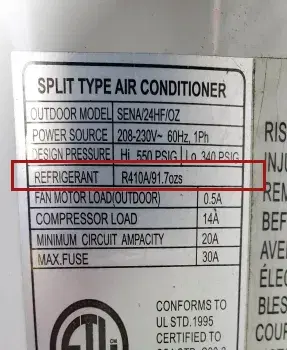 SPLIT TYPE AIR CONDITIONER
OUTDOOR MODEL SENA/24HF/OZ
POWER SOURCE 208-230V~ 60Hz, 1Ph
DESIGN PRESSURE Hi 550 PSIG Lo 340 PSIG
REFRIGERANT R410A/91.7ozs
FAN MOTOR LOAD(OUTDOOR) 0.5A
COMPRESSOR LOAD 14A
MINIMUM CIRCUIT AMPACITY 20A
MAX.FUSE 30A
CONFORMS TO
UL STD.1995
CERTIFIED TO
RIS
INJU
REM
BEF
AVE
ÉLEC
BLES
COUR